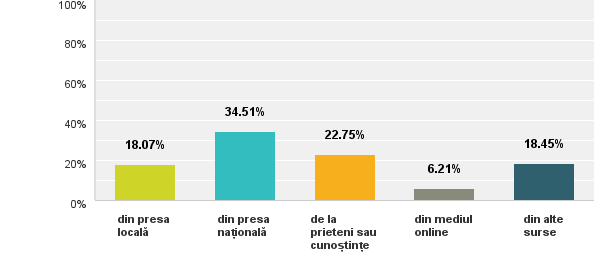 100%
80%
60%
40%
20%
0%
18.07%
34.51%
22.75%
6.21%
18.45%
din presa
locală
din presa
națională
de la
prieteni sau
cunoștințe
din mediul
online
din alte
surse